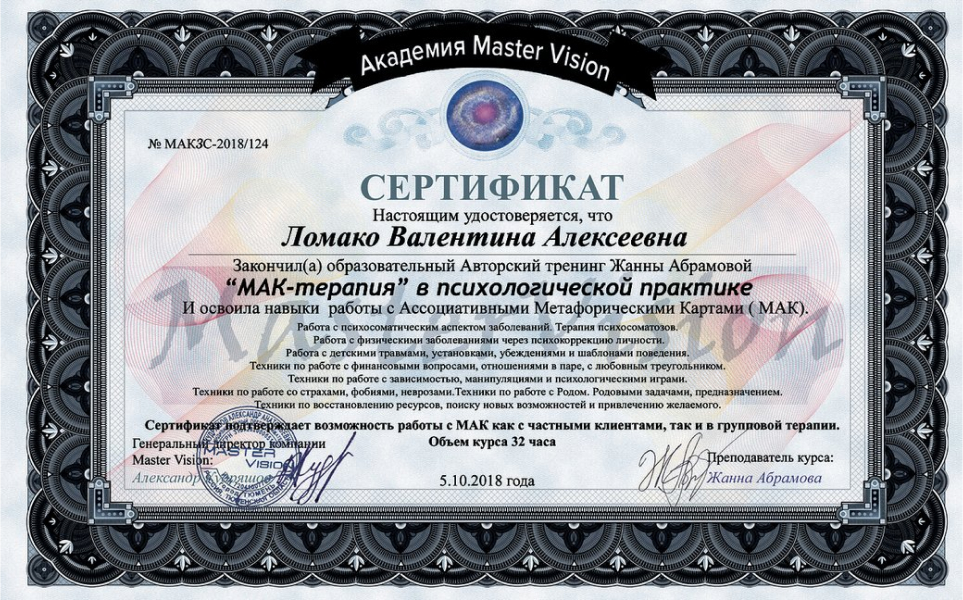 Академия Master Vision
№ МАКЗС-2018/124
СЕРТИФИКАТ
Настоящим удостоверяется, что
Ломако Валентина Алексеевна
Закончил(а) образовательный Авторский тренинг Жанны Абрамовой
“МАК-терапия” в психологической практике
И освоила навыки работы с Ассоциативными Метафорическими Картами ( МАК).
Работа с психосоматическим аспектом заболеваний. Терапия психосоматозов.
Работа с физическими заболеваниями через психокоррекцию личности.
Работа с детскими травмами, установками, убеждениями и шаблонами поведения.
Техники по работе с финансовыми вопросами, отношениями в паре, с любовным треугольником.
Техники по работе с зависимостью, манипуляциями и психологическими играми.
Техники по работе со страхами, фобиями, неврозами.Техники по работе с Родом. Родовыми задачами, предназначением.
Техники по восстановлению ресурсов, поиску новых возможностей и привлечению желаемого.
Сертификат подтверждает возможность работы с МАК как с частными клиентами, так и в групповой терапии.
Объем курса 32 часа
Генеральный директор компании
Master Vision:
Александр Кудряшов
MASTER
VISION
5.10.2018 года
Преподаватель курса:
Жанна Абрамова
Master Vision